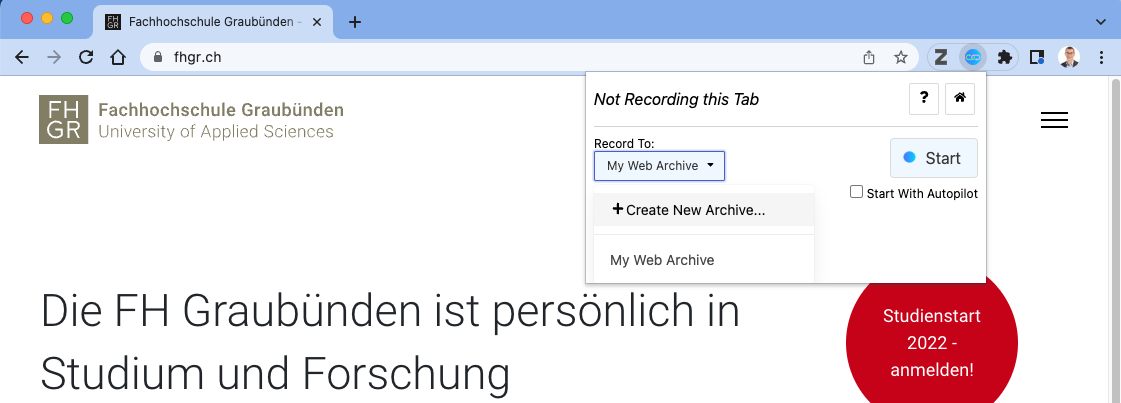 Fachhochschule Graubünden -
fhgr.ch
Z
FH
GR
Fachhochschule Graubünden
University of Applied Sciences
Not Recording this Tab
?
Record To:
My Web Archive
Start
Start With Autopilot
+Create New Archive...
My Web Archive
Die FH Graubünden ist persönlich in
Studium und Forschung
Studienstart
2022 -
anmelden!